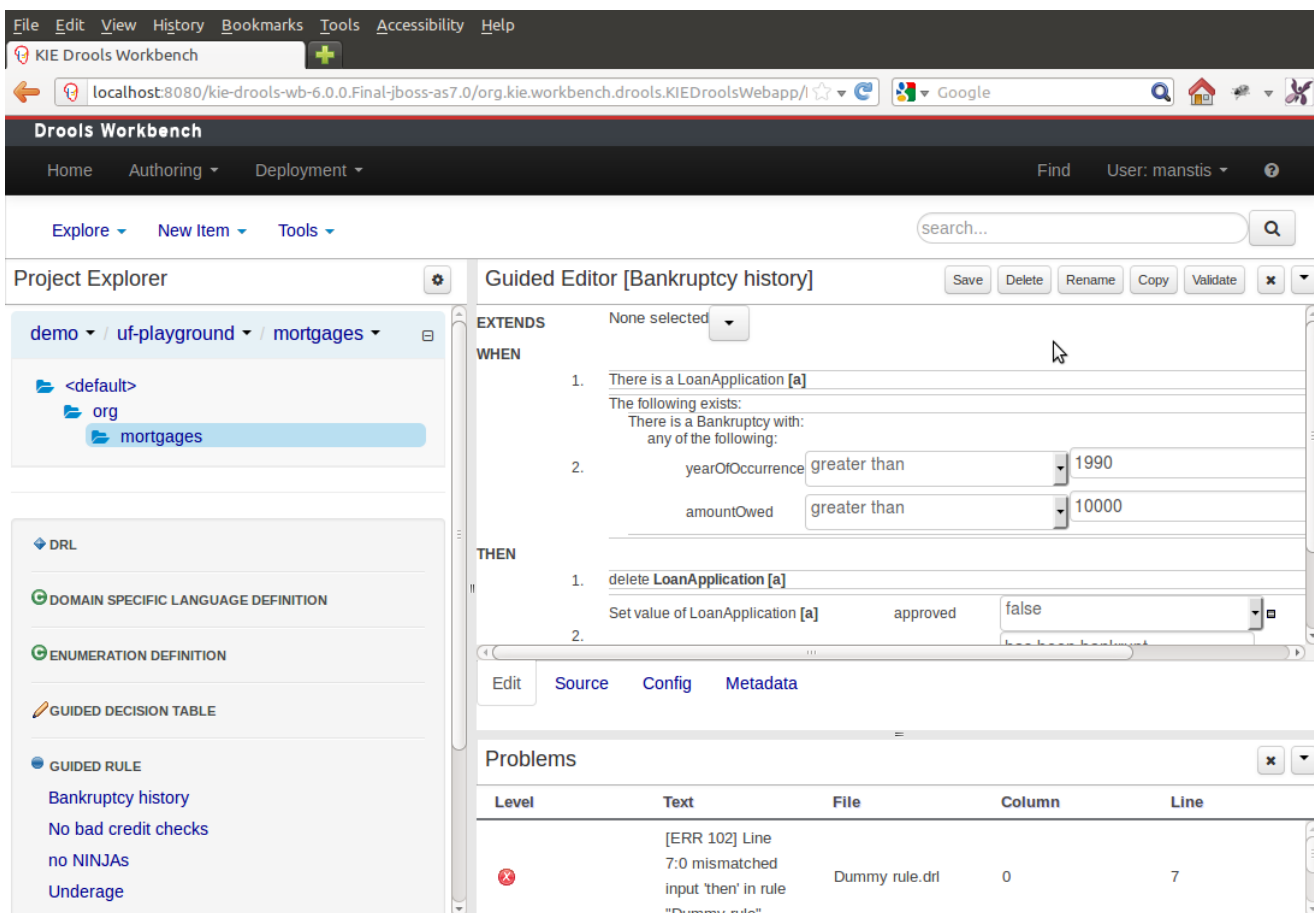 File Edit View History Bookmarks Tools Accessibility Help
KIE Drools Workbench
localhost:8080/kie-drools-wb-6.0.0.Final-jboss-as7.0/org.kie.workbench.drools.KIEDroolsWebapp/ Google
Drools Workbench
Home Authoring Deployment Find User: manstis
Explore New Item Tools search...
Project Explorer
demo / uf-playground / mortgages
<default>
org
mortgages
DRL
DOMAIN SPECIFIC LANGUAGE DEFINITION
ENUMERATION DEFINITION
GUIDED DECISION TABLE
GUIDED RULE
Bankruptcy history
No bad credit checks
no NINJAs
Underage
Guided Editor [Bankruptcy history] Save Delete Rename Copy Validate
EXTENDS None selected
WHEN
1. There is a LoanApplication [a]
The following exists:
There is a Bankruptcy with:
any of the following:
2. yearOfOccurrence greater than 1990
amountOwed greater than 10000
THEN
1. delete LoanApplication [a]
Set value of LoanApplication [a] approved false
2. has been bankrupt
Edit Source Config Metadata
Problems
Level Text File Column Line
[ERR 102] Line
7:0 mismatched
input 'then' in rule
"Dummy rule"
Dummy rule.drl 0 7